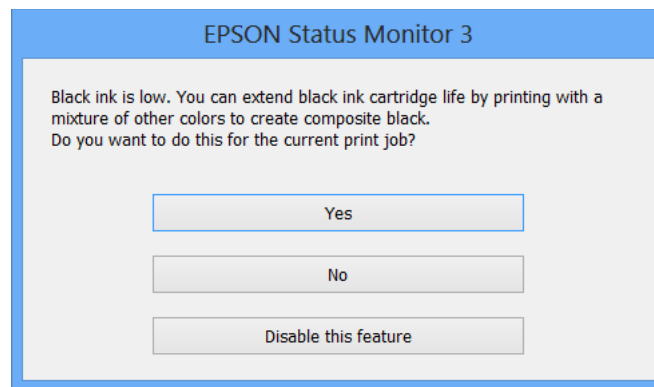 EPSON Status Monitor 3
Black ink is low. You can extend black ink cartridge life by printing with a
mixture of other colors to create composite black.
Do you want to do this for the current print job?
Yes
No
Disable this feature